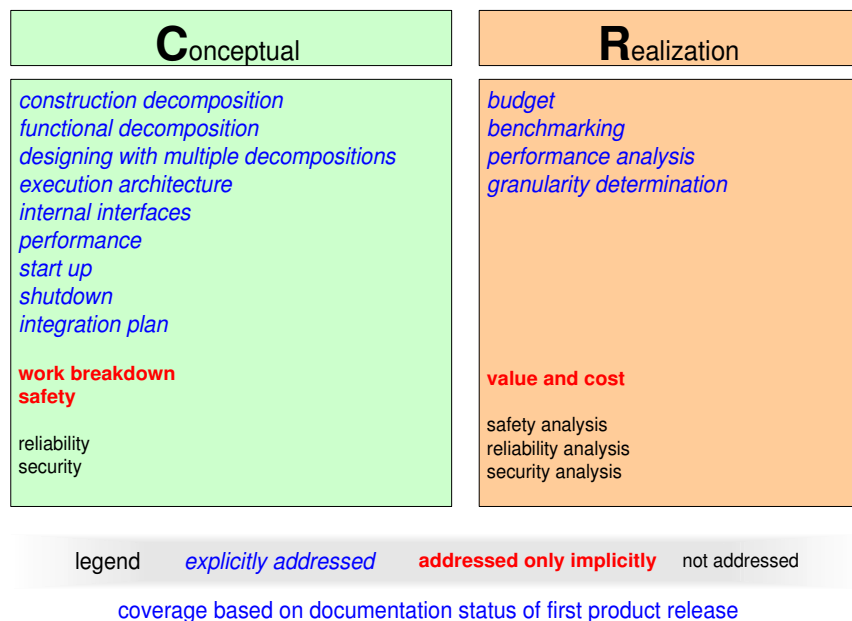 Conceptual
construction decomposition
functional decomposition
designing with multiple decompositions
execution architecture
internal interfaces
performance
start up
shutdown
integration plan
work breakdown
safety
reliability
security
Realization
budget
benchmarking
performance analysis
granularity determination
value and cost
safety analysis
reliability analysis
security analysis
legend explicitly addressed addressed only implicitly not addressed
coverage based on documentation status of first product release